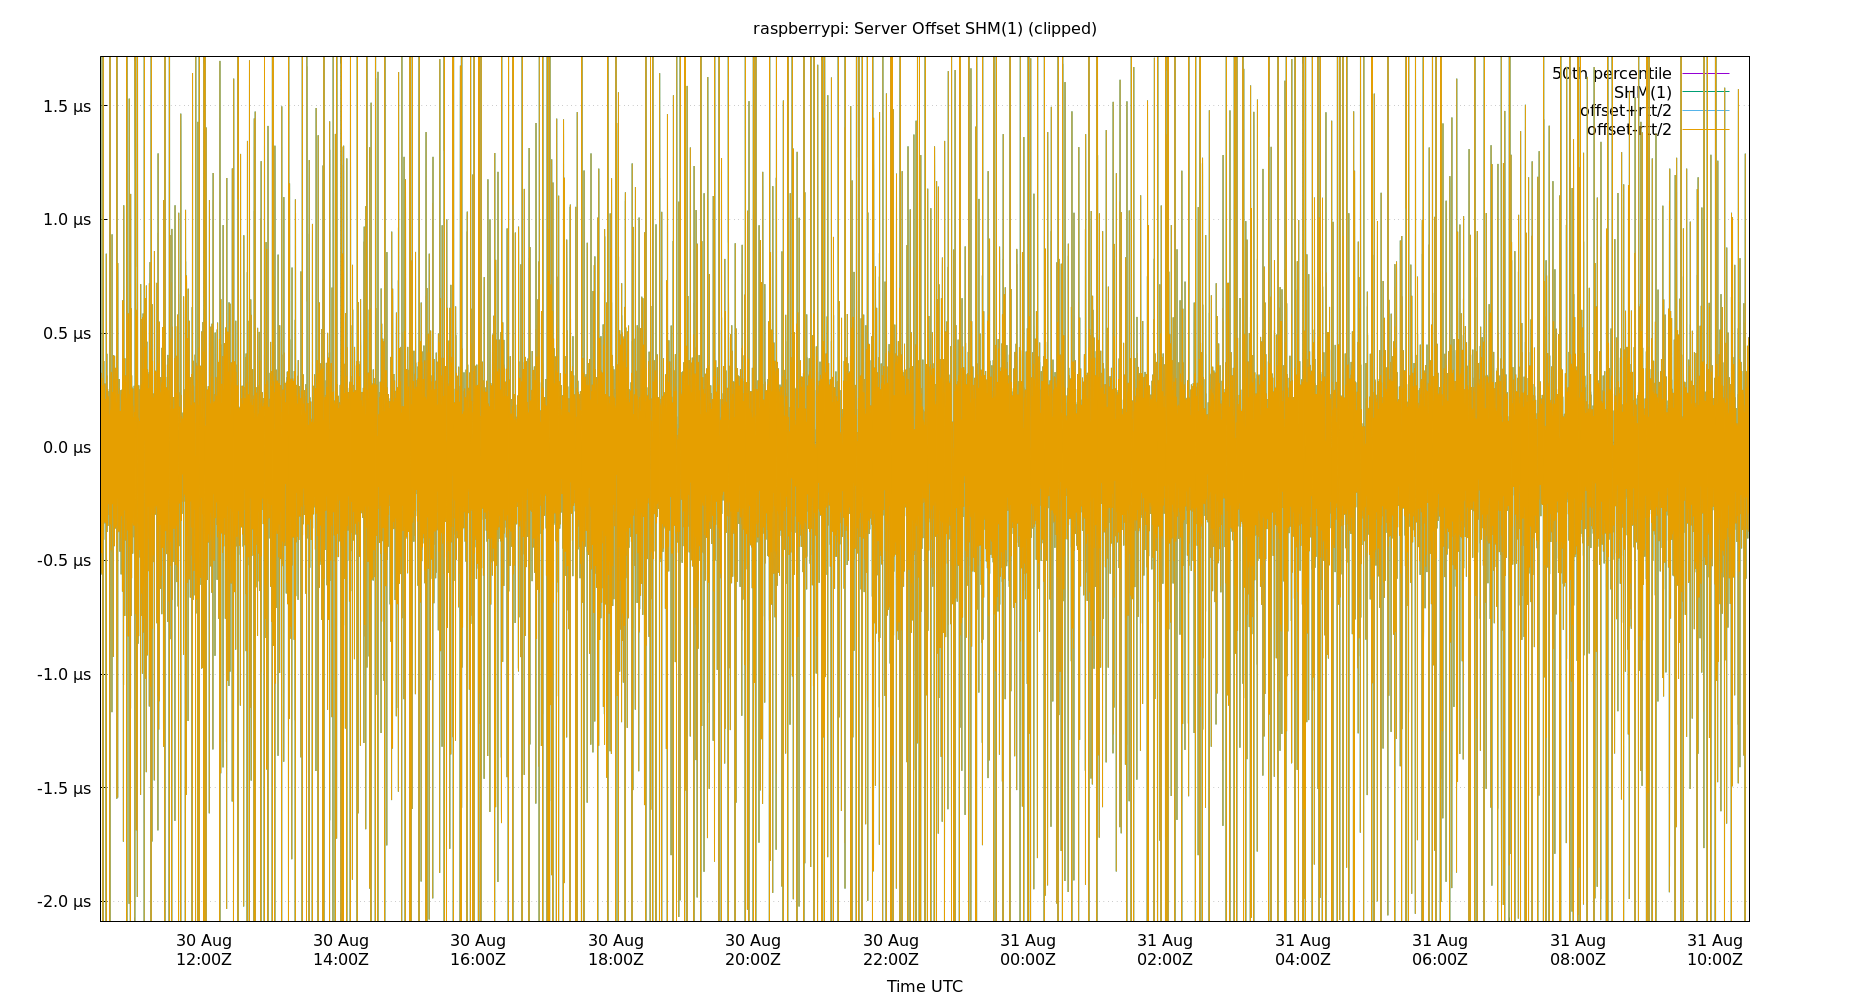 raspberrypi: Server Offset SHM(1) (clipped)
50th percentile
SHM(1)
offset+rtt/2
offset-rtt/2
1.5 µs
1.0 µs
0.5 µs
0.0 µs
-0.5 µs
-1.0 µs
-1.5 µs
-2.0 µs
30 Aug 30 Aug 30 Aug 30 Aug 30 Aug 30 Aug 31 Aug 31 Aug 31 Aug 31 Aug 31 Aug 31 Aug
12:00Z 14:00Z 16:00Z 18:00Z 20:00Z 22:00Z 00:00Z 02:00Z 04:00Z 06:00Z 08:00Z 10:00Z
Time UTC